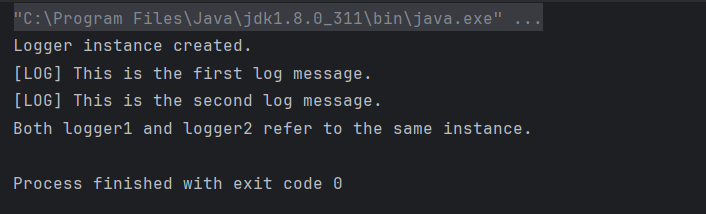 "C:\Program Files\Java\jdk1.8.0_311\bin\java.exe" ...
Logger instance created.
[LOG] This is the first log message.
[LOG] This is the second log message.
Both logger1 and logger2 refer to the same instance.
Process finished with exit code 0